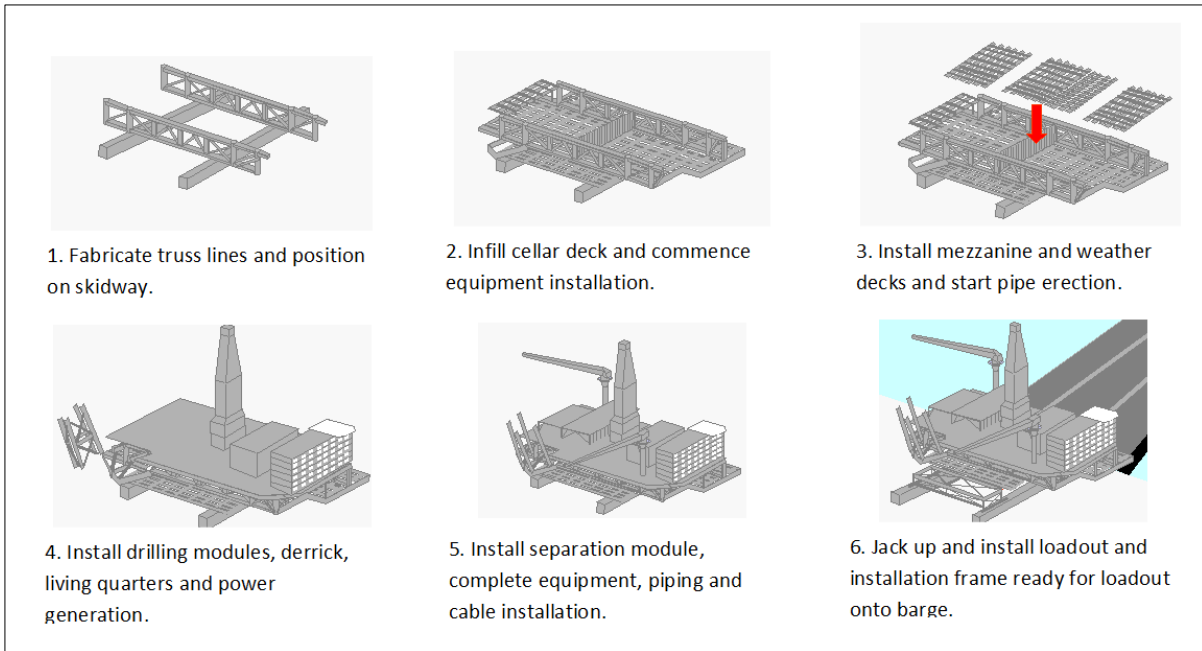 1. Fabricate truss lines and position
on skidway.
2. Infill cellar deck and commence
equipment installation.
3. Install mezzanine and weather
decks and start pipe erection.
4. Install drilling modules, derrick,
living quarters and power
generation.
5. Install separation module,
complete equipment, piping and
cable installation.
6. Jack up and install loadout and
installation frame ready for loadout
onto barge.